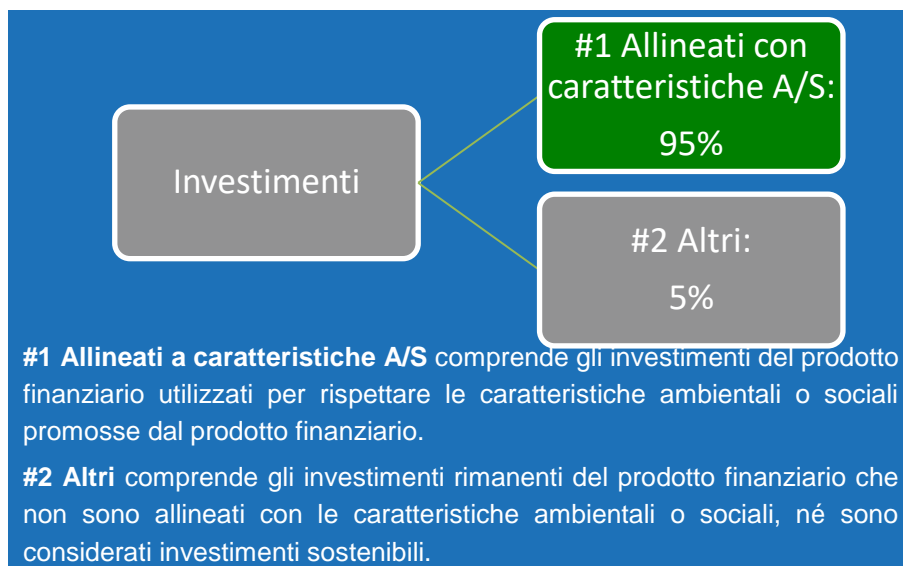 Investimenti
#1 Allineati con
caratteristiche A/S:
95%
#2 Altri:
5%
#1 Allineati a caratteristiche A/S comprende gli investimenti del prodotto
finanziario utilizzati per rispettare le caratteristiche ambientali o sociali
promosse dal prodotto finanziario.
#2 Altri comprende gli investimenti rimanenti del prodotto finanziario che
non sono allineati con le caratteristiche ambientali o sociali, né sono
considerati investimenti sostenibili.